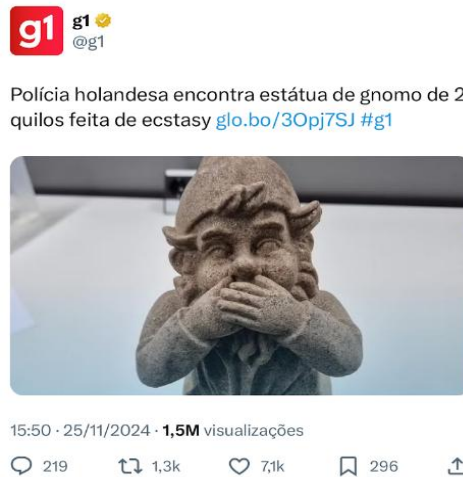 g1
g1
@g1
Polícia holandesa encontra estátua de gnomo de 2
quilos feita de ecstasy glo.bo/3Opj7SJ #g1
15:50 · 25/11/2024 · 1,5M visualizações
219 1,3k 7,1k 296